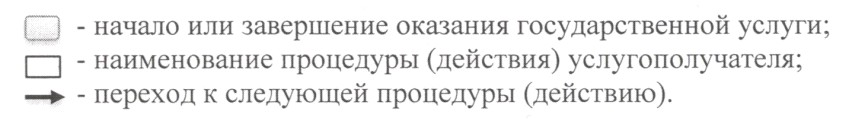 - начало или завершение оказания государственной услуги;
- наименование процедуры (действия) услугополучателя;
- переход к следующей процедуры (действию).